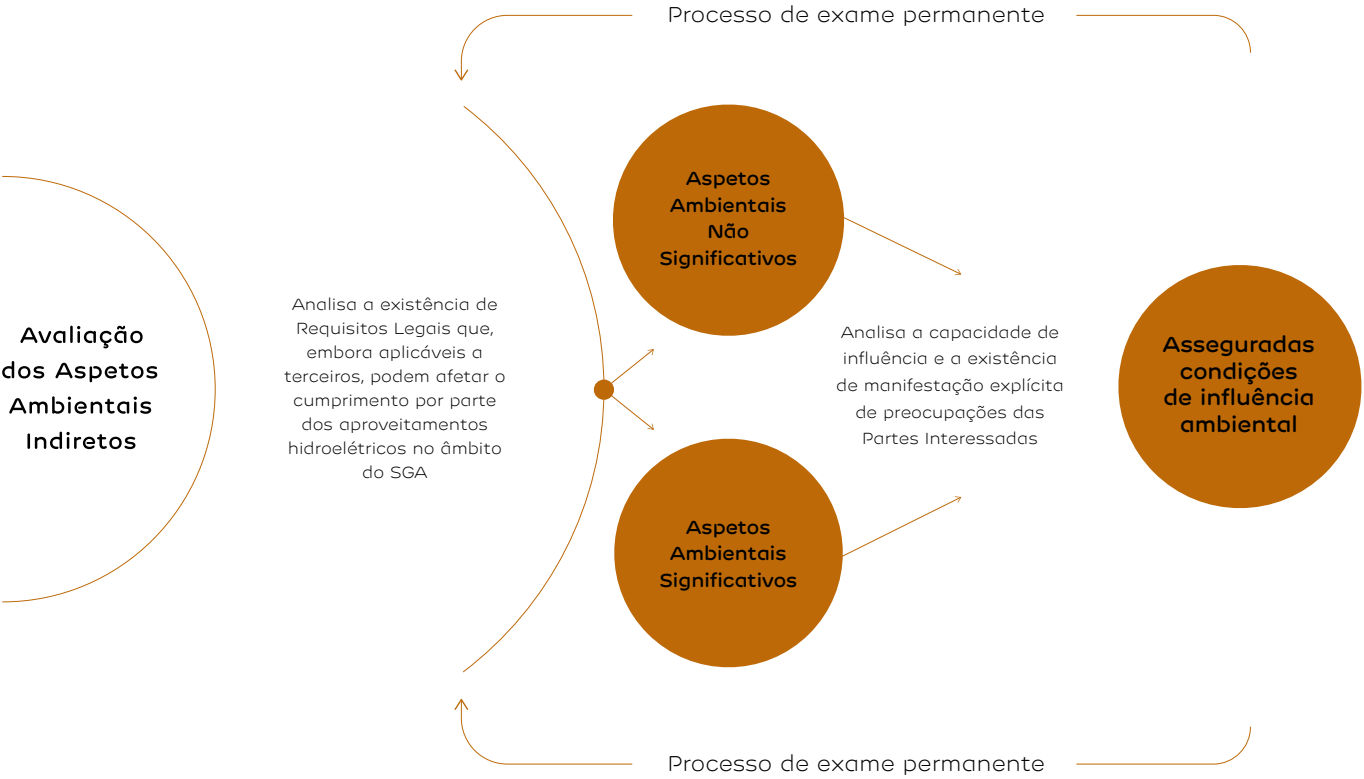 Processo de exame permanente
Avaliação
dos Aspetos
Ambientais
Indiretos
Analisa a existência de
Requisitos Legais que,
embora aplicáveis a
terceiros, podem afetar o
cumprimento por parte
dos aproveitamentos
hidroelétricos no âmbito
do SGA
Aspetos
Ambientais
Não
Significativos
Aspetos
Ambientais
Significativos
Analisa a capacidade de
influência e a existência
de manifestação explícita
de preocupações das
Partes Interessadas
Asseguradas
condições
de influência
ambiental
Processo de exame permanente